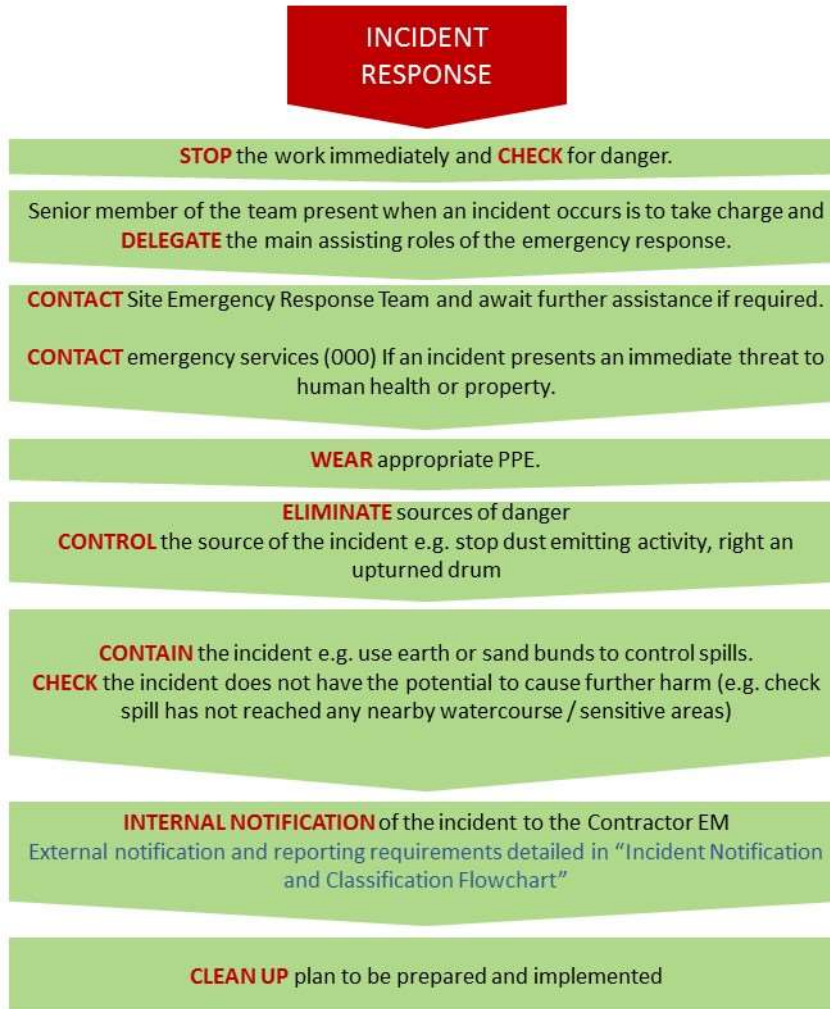 INCIDENT
RESPONSE
STOP the work immediately and CHECK for danger.
Senior member of the team present when an incident occurs is to take charge and
DELEGATE the main assisting roles of the emergency response.
CONTACT Site Emergency Response Team and await further assistance if required.
CONTACT emergency services (000) If an incident presents an immediate threat to
human health or property.
WEAR appropriate PPE.
ELIMINATE sources of danger
CONTROL the source of the incident e.g. stop dust emitting activity, right an
upturned drum
CONTAIN the incident e.g. use earth or sand bunds to control spills.
CHECK the incident does not have the potential to cause further harm (e.g. check
spill has not reached any nearby watercourse / sensitive areas)
INTERNAL NOTIFICATION of the incident to the Contractor EM
External notification and reporting requirements detailed in “Incident Notification
and Classification Flowchart”
CLEAN UP plan to be prepared and implemented